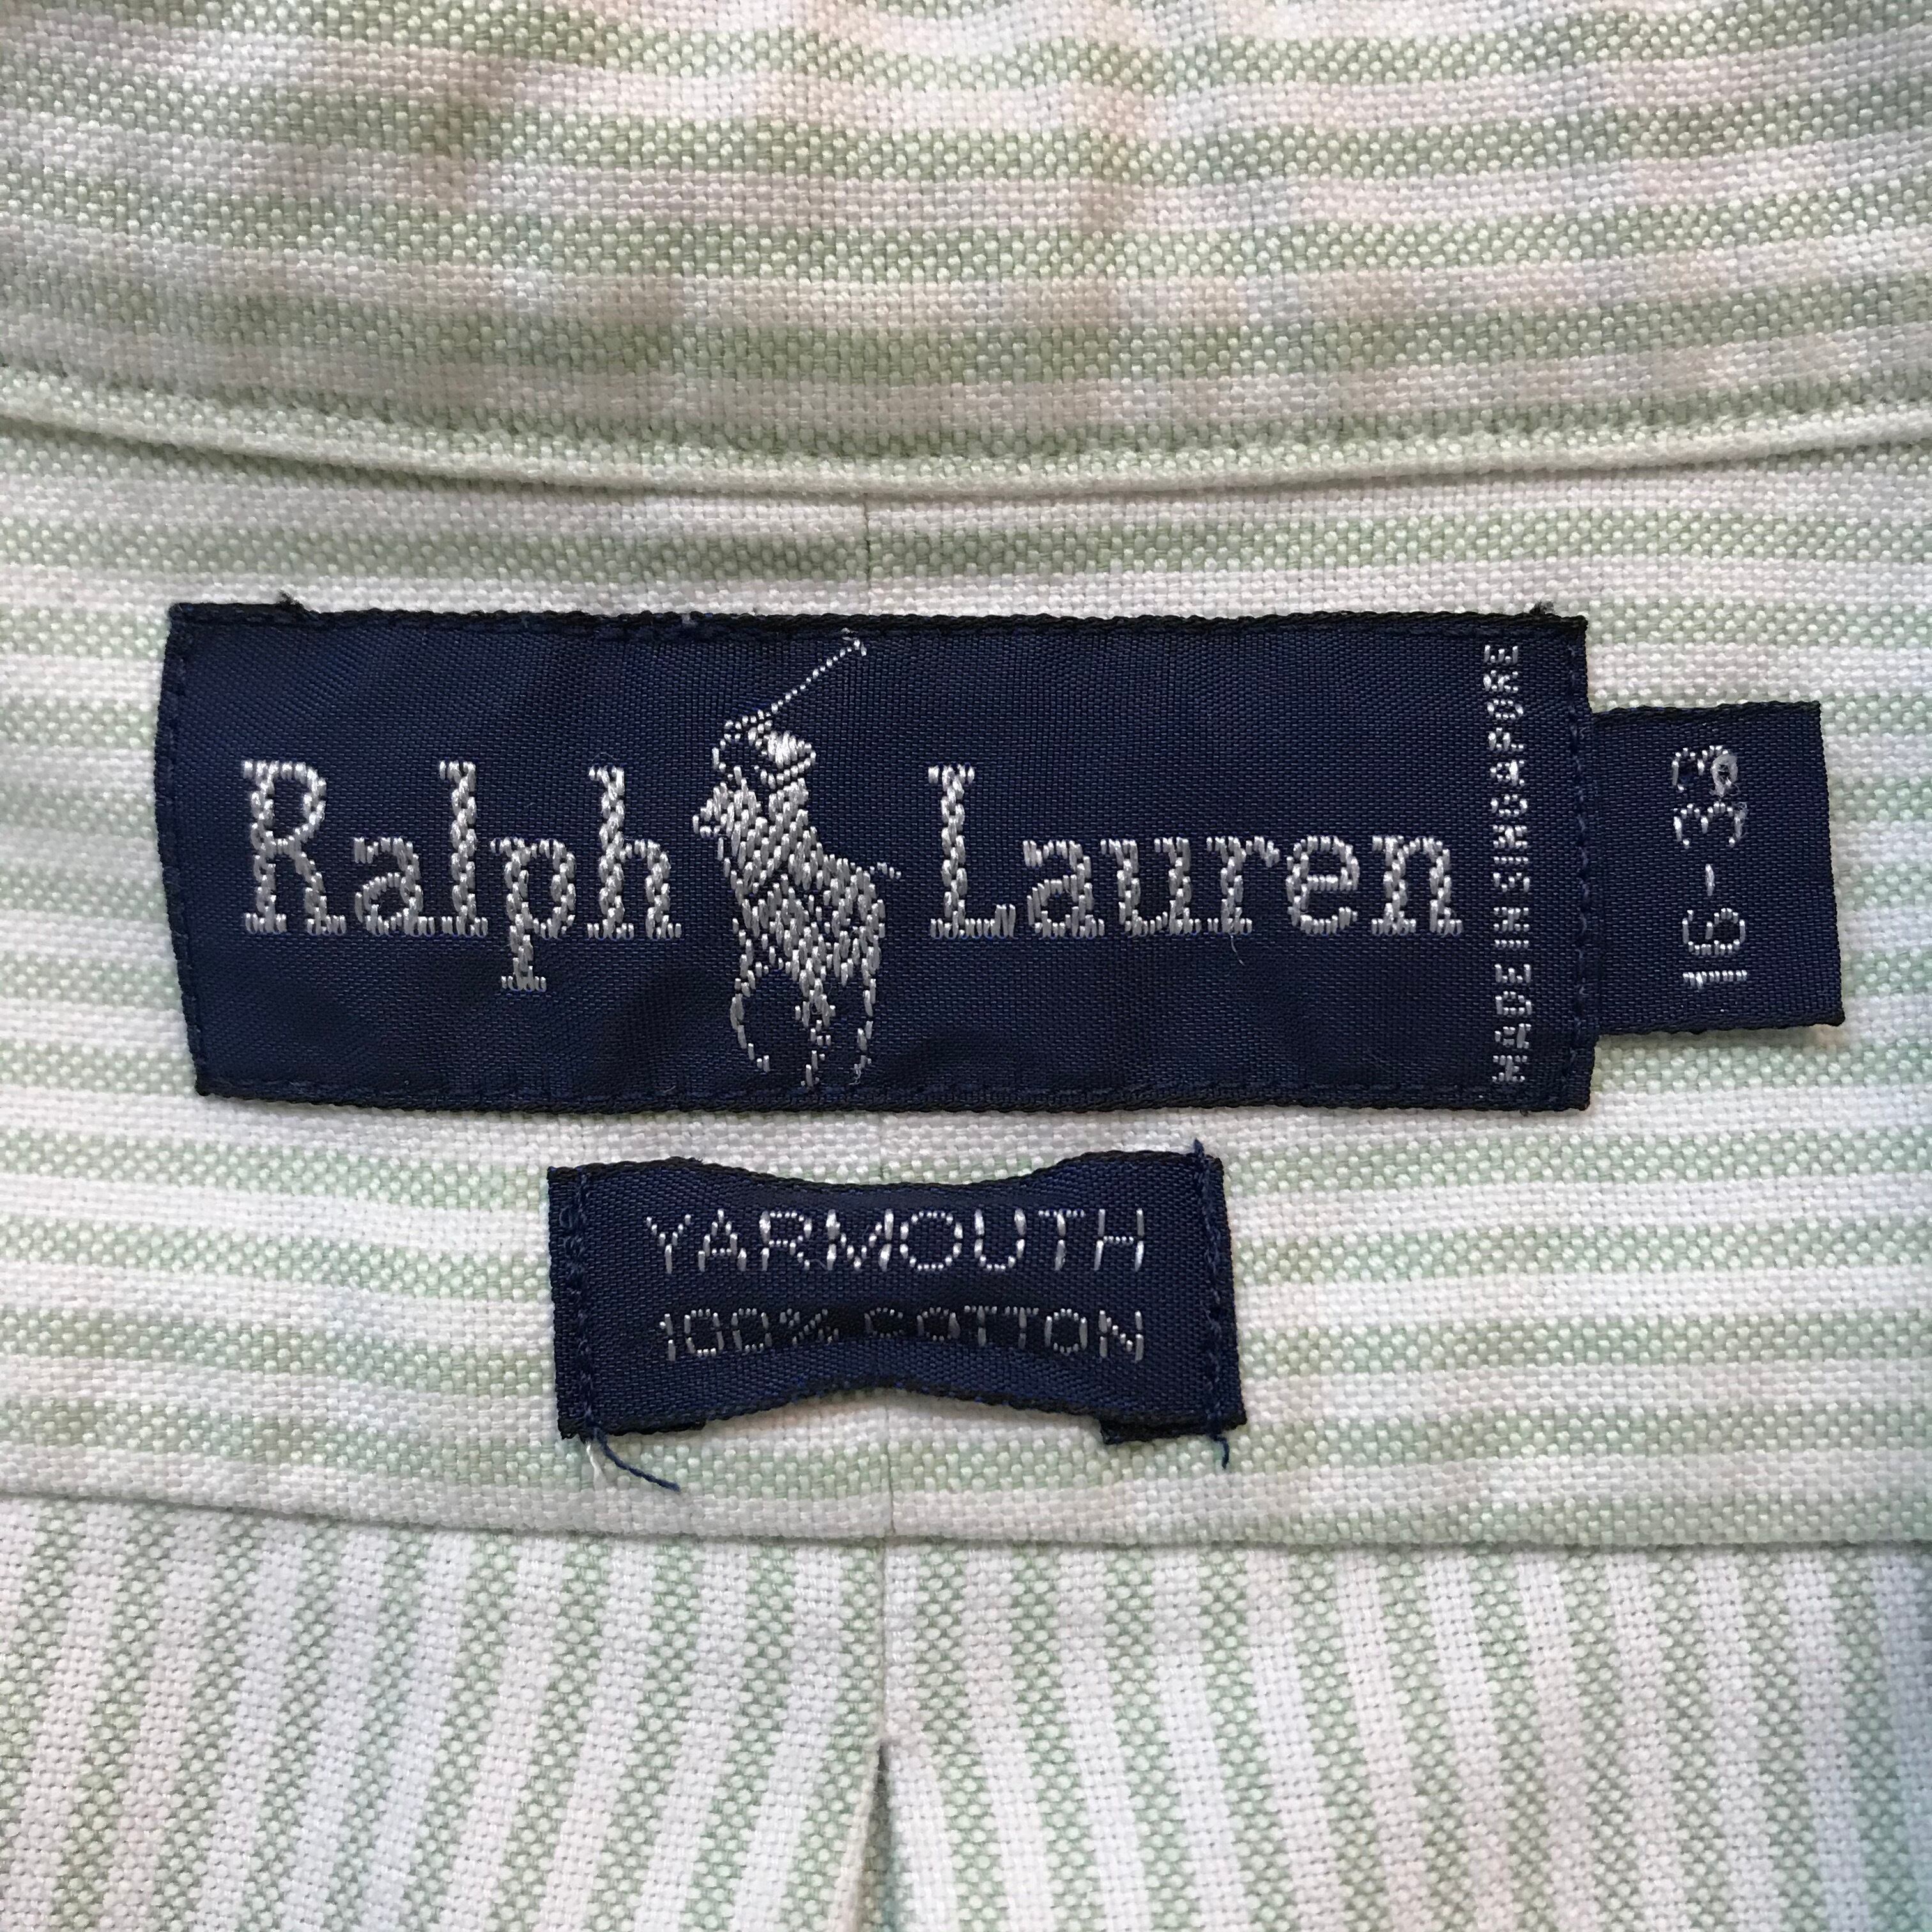 Ralph Lauren
MADE IN SINGAPORE
16-33
YARMOUTH
100% COTTON